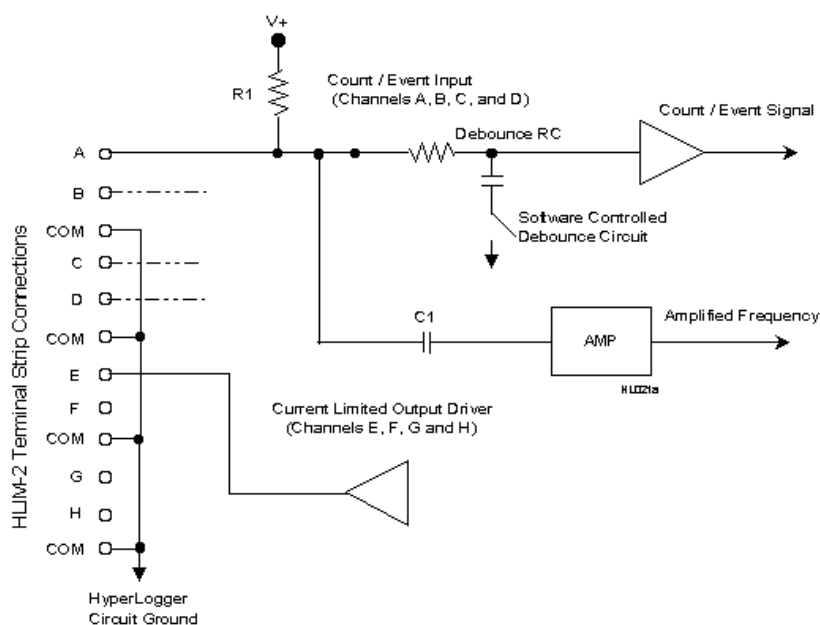 V+
R1
Count / Event Input
(Channels A, B, C, and D)
Count / Event Signal
Debounce RC
A
B
COM
C
D
COM
E
F
COM
G
H
COM
Software Controlled
Debounce Circuit
C1
AMP
Amplified Frequency
HL021a
Current Limited Output Driver
(Channels E, F, G and H)
HLIM-2 Terminal Strip Connections
HyperLogger
Circuit Ground